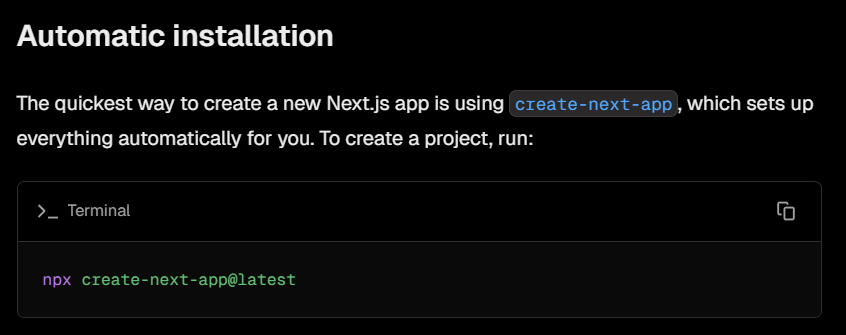 Automatic installation
The quickest way to create a new Next.js app is using create-next-app, which sets up
everything automatically for you. To create a project, run:
>_ Terminal
npx create-next-app@latest